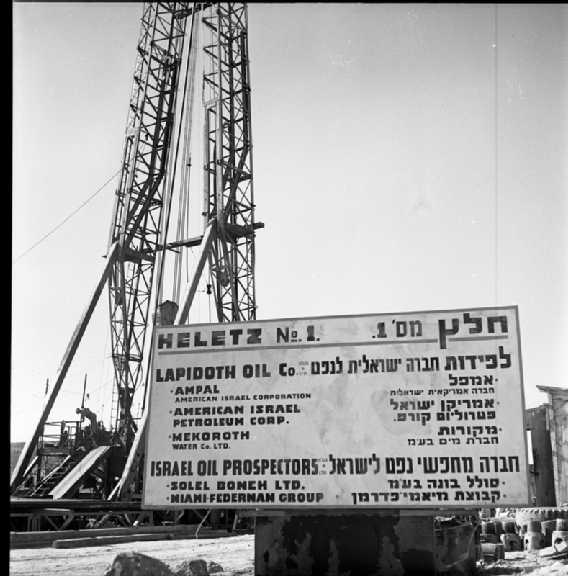 HELETZ No.1. חלץ מס' 1.
LAPIDOTH OIL Co.: לפידות חברה ישראלית לנפט
·AMPAL ·אמפל
AMERICAN ISRAEL CORPORATION חברה אמריקאית ישראלית
·AMERICAN ISRAEL ·אמריקן ישראל
PETROLEUM CORP. פטרוליום קורפ.
·MEKOROTH ·מקורות
WATER Co. LTD. חברת מים בע"מ
ISRAEL OIL PROSPECTORS: חברה מחפשי נפט לישראל:
·SOLEL BONEH LTD. ·סולל בונה בע"מ
·MIAMI-FEDERMAN GROUP ·קבוצת מיאמי-פדרמן